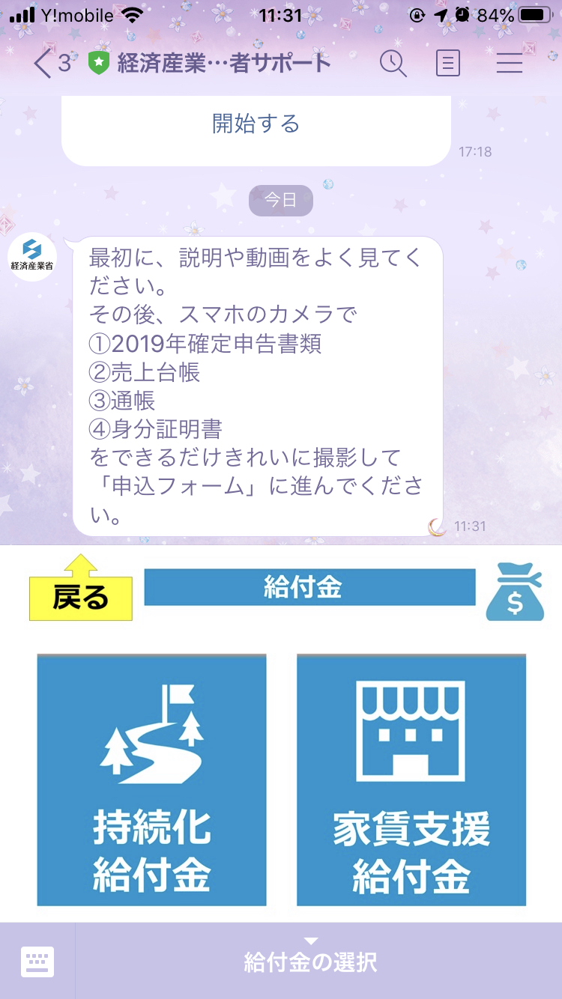 Y!mobile 11:31 84%
3 経済産業…者サポート
開始する
17:18
今日
経済産業省
最初に、説明や動画をよく見てく
ださい。
その後、スマホのカメラで
①2019年確定申告書類
②売上台帳
③通帳
④身分証明書
をできるだけきれいに撮影して
「申込フォーム」に進んでくださ
い。
11:31
戻る
給付金
$
持続化
給付金
家賃支援
給付金
給付金の選択